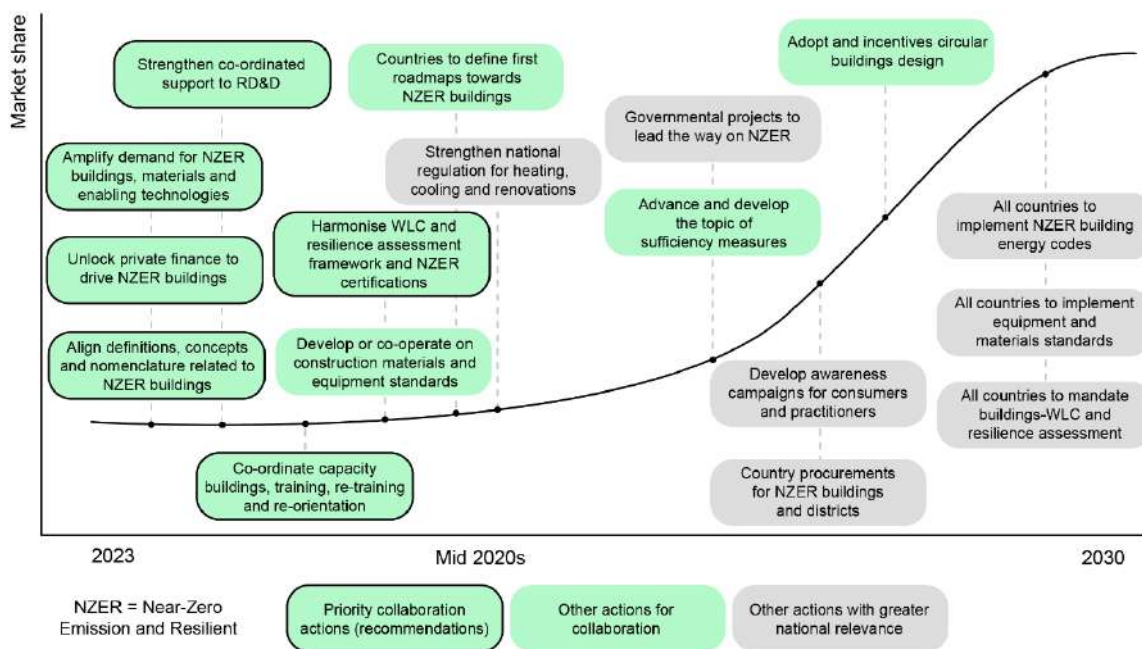 Market share
Strengthen co-ordinated
support to RD&D
Countries to define first
roadmaps towards
NZER buildings
Adopt and incentives circular
buildings design
Amplify demand for NZER
buildings, materials and
enabling technologies
Strengthen national
regulation for heating,
cooling and renovations
Governmental projects to
lead the way on NZER
Unlock private finance to
drive NZER buildings
Harmonise WLC and
resilience assessment
framework and NZER
certifications
Advance and develop
the topic of
sufficiency measures
All countries to
implement NZER building
energy codes
Align definitions, concepts
and nomenclature related to
NZER buildings
Develop or co-operate on
construction materials and
equipment standards
All countries to implement
equipment and
materials standards
Develop awareness
campaigns for consumers
and practitioners
All countries to mandate
buildings-WLC and
resilience assessment
Co-ordinate capacity
buildings, training, re-training
and re-orientation
Country procurements
for NZER buildings
and districts
2023
Mid 2020s
2030
NZER = Near-Zero
Emission and Resilient
Priority collaboration
actions (recommendations)
Other actions for
collaboration
Other actions with greater
national relevance